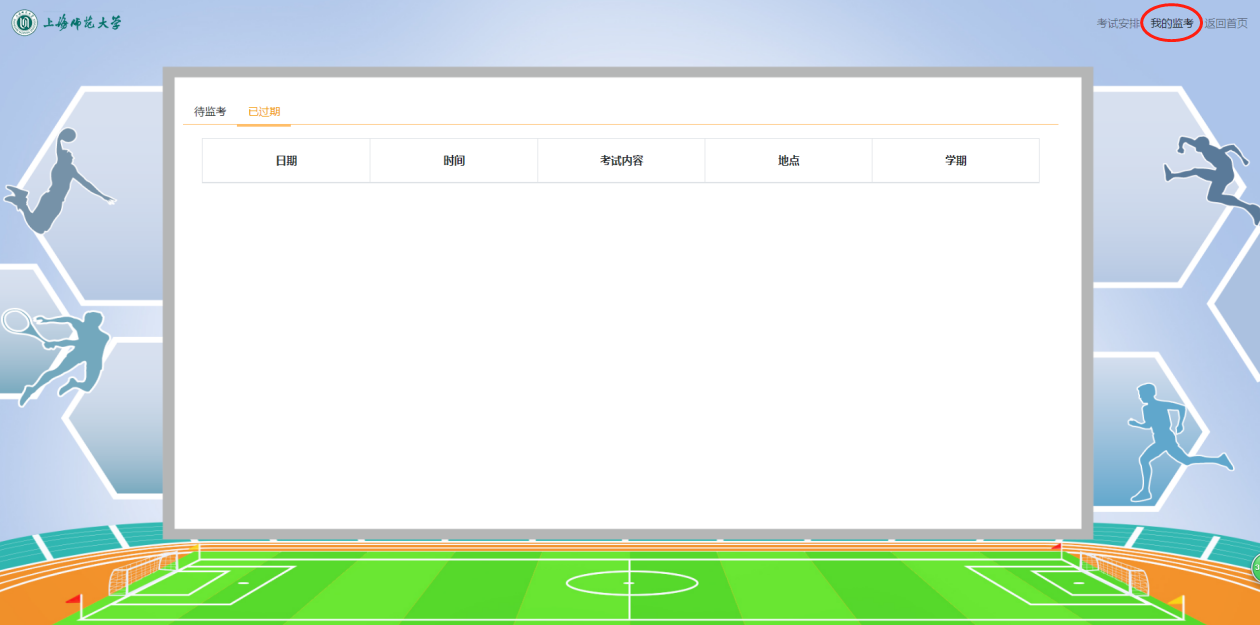 上海师范大学
考试安排 我的监考 返回首页
待监考 已过期
日期 时间 考试内容 地点 学期